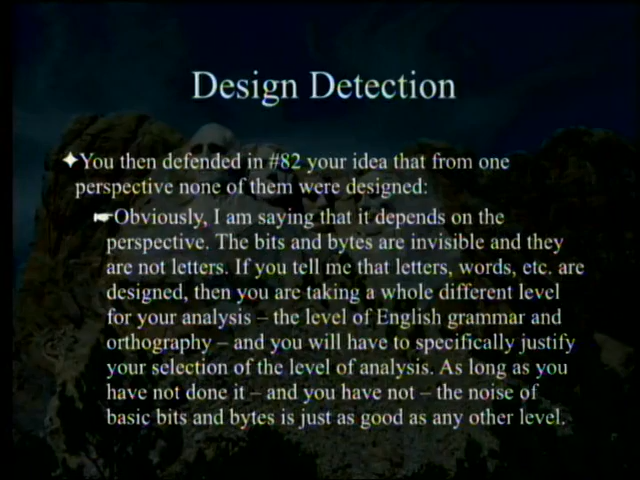 Design Detection
You then defended in #82 your idea that from one
perspective none of them were designed:
Obviously, I am saying that it depends on the
perspective. The bits and bytes are invisible and they
are not letters. If you tell me that letters, words, etc. are
designed, then you are taking a whole different level
for your analysis – the level of English grammar and
orthography – and you will have to specifically justify
your selection of the level of analysis. As long as you
have not done it – and you have not – the noise of
basic bits and bytes is just as good as any other level.